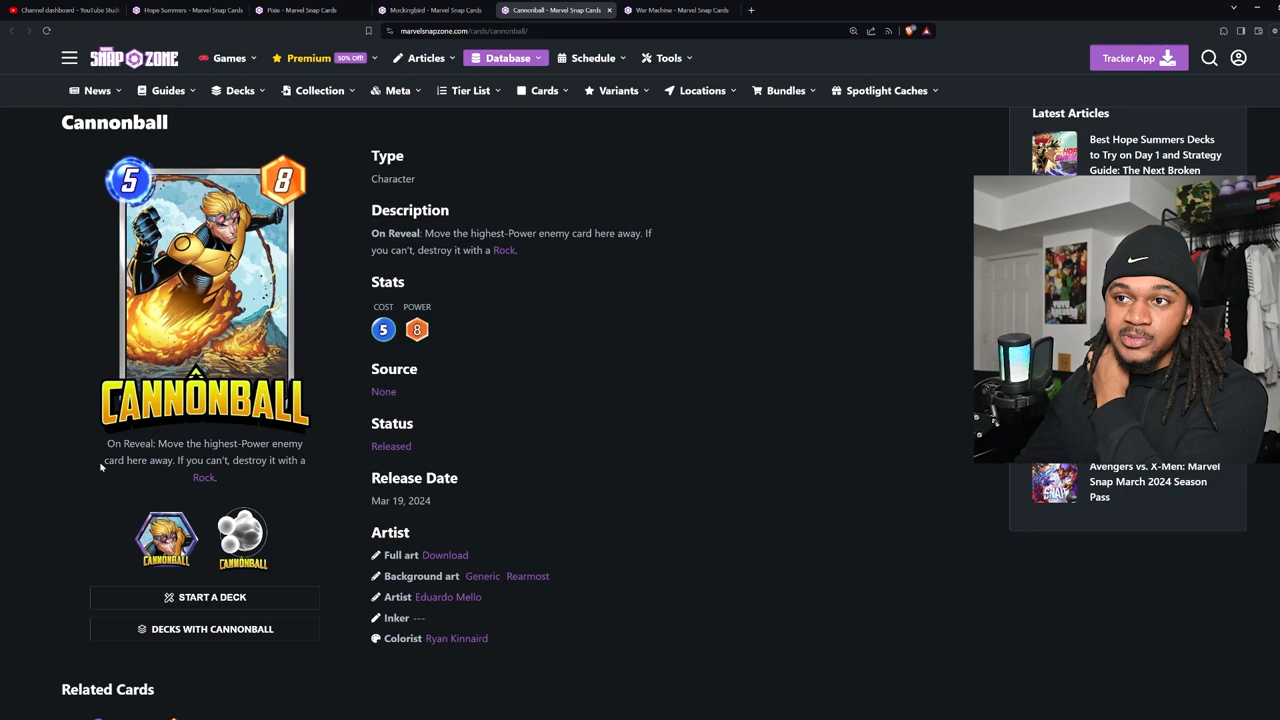 Channel dashboard - YouTube Stud
Hope Summers - Marvel Snap Cards
Pixie - Marvel Snap Cards
Mockingbird - Marvel Snap Cards
Cannonball - Marvel Snap Cards
War Machine - Marvel Snap Cards
marvelsnapzone.com/cards/cannonball/
MARVEL
SNAP ZONE
Games
Premium
50% Off!
Articles
Database
Schedule
Tools
Tracker App
News
Guides
Decks
Collection
Meta
Tier List
Cards
Variants
Locations
Bundles
Spotlight Caches
Cannonball
5
8
CANNONBALL
On Reveal: Move the highest-Power enemy
card here away. If you can't, destroy it with a
Rock.
CANNONBALL
CANNONBALL
START A DECK
DECKS WITH CANNONBALL
Related Cards
Type
Character
Description
On Reveal: Move the highest-Power enemy card here away. If
you can't, destroy it with a Rock.
Stats
COST
POWER
5
8
Source
None
Status
Released
Release Date
Mar 19, 2024
Artist
Full art Download
Background art Generic Rearmost
Artist Eduardo Mello
Inker ---
Colorist Ryan Kinnaird
Latest Articles
Best Hope Summers Decks
to Try on Day 1 and Strategy
Guide: The Next Broken
Avengers vs. X-Men: Marvel
Snap March 2024 Season
Pass